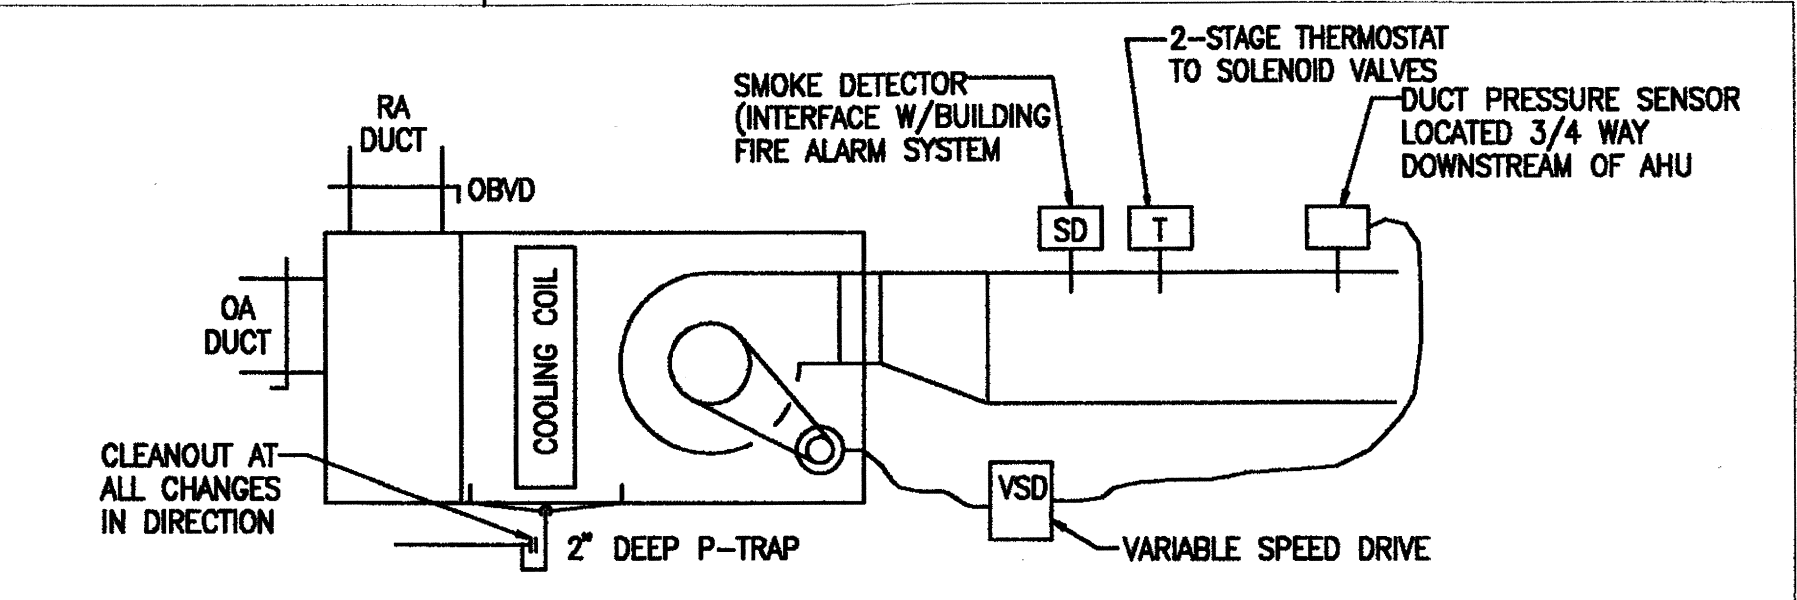 2-STAGE THERMOSTAT
TO SOLENOID VALVES
SMOKE DETECTOR
(INTERFACE W/BUILDING
FIRE ALARM SYSTEM
DUCT PRESSURE SENSOR
LOCATED 3/4 WAY
DOWNSTREAM OF AHU
RA
DUCT
OBVD
SD
T
OA
DUCT
COOLING COIL
CLEANOUT AT
ALL CHANGES
IN DIRECTION
2" DEEP P-TRAP
VSD
VARIABLE SPEED DRIVE